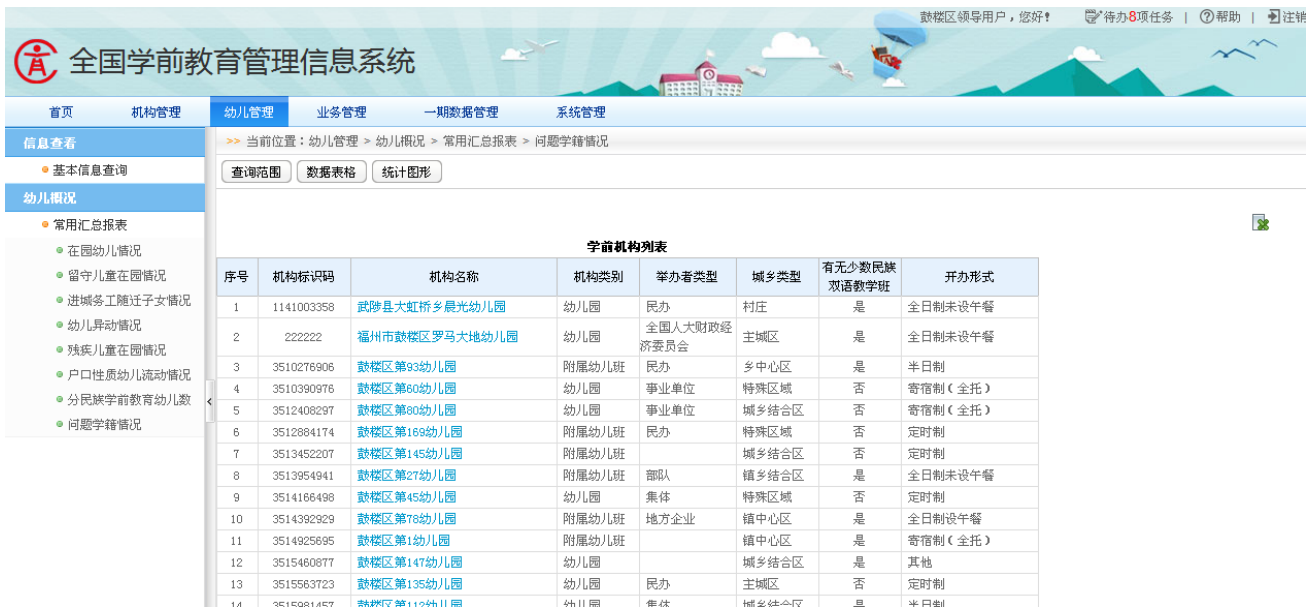 鼓楼区领导用户，您好! 待办8项任务 | 帮助 | 注销
全国学前教育管理信息系统
首页 机构管理 幼儿管理 业务管理 一期数据管理 系统管理
信息查看
基本信息查询
幼儿概况
常用汇总报表
在园幼儿情况
留守儿童在园情况
进城务工随迁子女情况
幼儿异动情况
残疾儿童在园情况
户口性质幼儿流动情况
分民族学前教育幼儿数
问题学籍情况
>> 当前位置：幼儿管理 > 幼儿概况 > 常用汇总报表 > 问题学籍情况
查询范围 数据表格 统计图形
学前机构列表
序号 机构标识码 机构名称 机构类别 举办者类型 城乡类型 有无少数民族双语教学班 开办形式
1 1141003358 武陟县大虹桥乡晨光幼儿园 幼儿园 民办 村庄 是 全日制未设午餐
2 222222 福州市鼓楼区罗马大地幼儿园 幼儿园 全国人大财政经济委员会 主城区 是 全日制未设午餐
3 3510276906 鼓楼区第93幼儿园 附属幼儿班 民办 乡中心区 是 半日制
4 3510390976 鼓楼区第60幼儿园 幼儿园 事业单位 特殊区域 否 寄宿制(全托)
5 3512408297 鼓楼区第80幼儿园 幼儿园 事业单位 城乡结合区 否 寄宿制(全托)
6 3512884174 鼓楼区第169幼儿园 附属幼儿班 民办 特殊区域 否 定时制
7 3513452207 鼓楼区第145幼儿园 附属幼儿班 城乡结合区 否 定时制
8 3513954941 鼓楼区第27幼儿园 附属幼儿班 部队 镇乡结合区 是 全日制未设午餐
9 3514166498 鼓楼区第45幼儿园 幼儿园 集体 特殊区域 否 定时制
10 3514392929 鼓楼区第78幼儿园 附属幼儿班 地方企业 镇中心区 是 全日制设午餐
11 3514925695 鼓楼区第1幼儿园 附属幼儿班 镇中心区 是 寄宿制(全托)
12 3515460877 鼓楼区第147幼儿园 幼儿园 城乡结合区 是 其他
13 3515563723 鼓楼区第135幼儿园 幼儿园 民办 主城区 否 定时制
14 3515981457 鼓楼区第112幼儿园 幼儿园 集体 城乡结合区 是 半日制